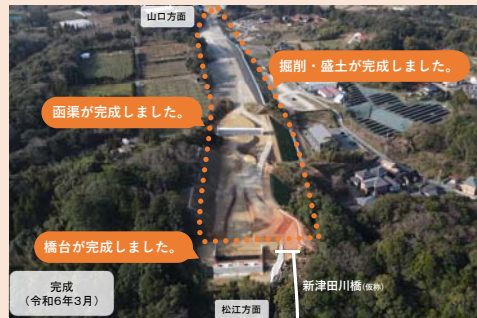 山口方面
掘削・盛土が完成しました。
函渠が完成しました。
橋台が完成しました。
新津田川橋(仮称)
完成
（令和6年3月）
松江方面